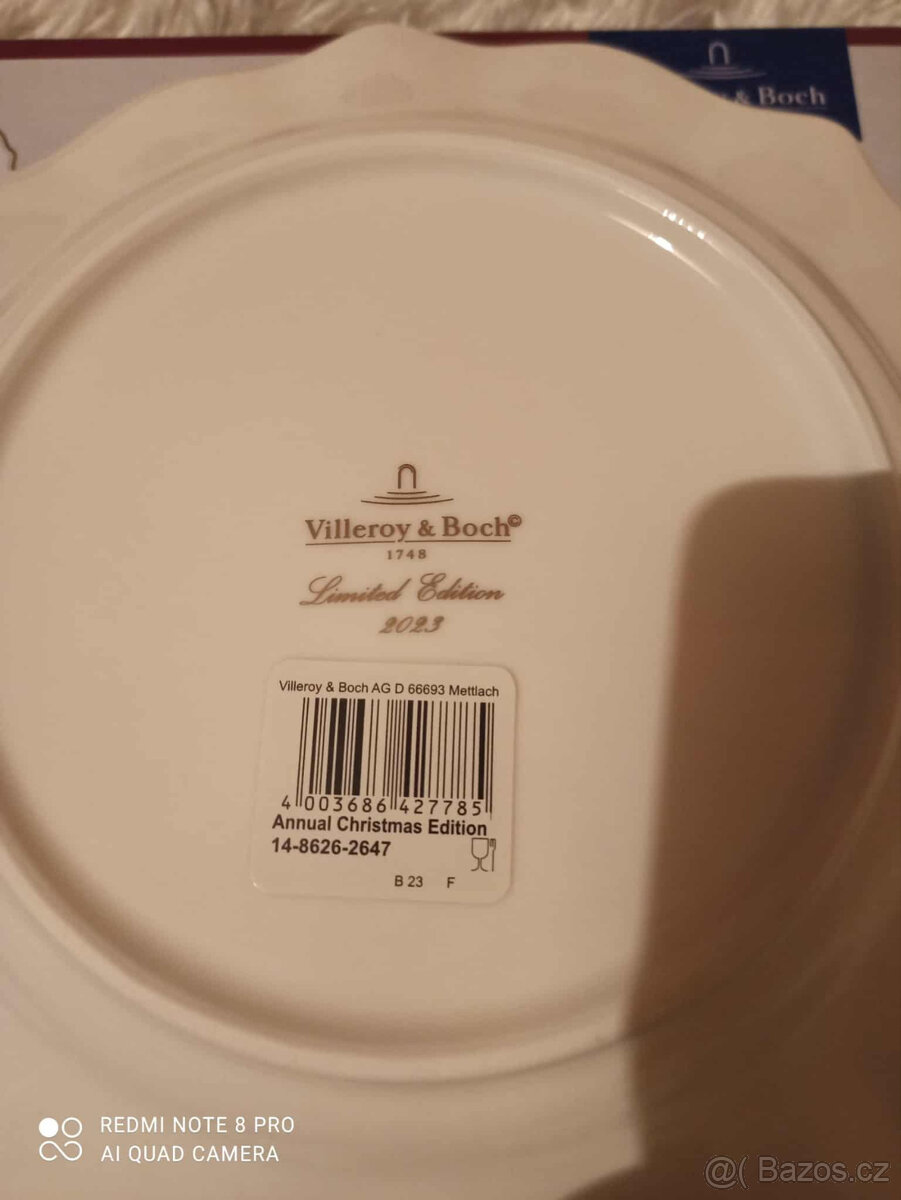 & Boch
Villeroy & Boch©
1748
Limited Edition
2023
Villeroy & Boch AG D 66693 Mettlach
4 003686 427785
Annual Christmas Edition
14-8626-2647
B 23 F
REDMI NOTE 8 PRO
AI QUAD CAMERA
@( Bazos.cz